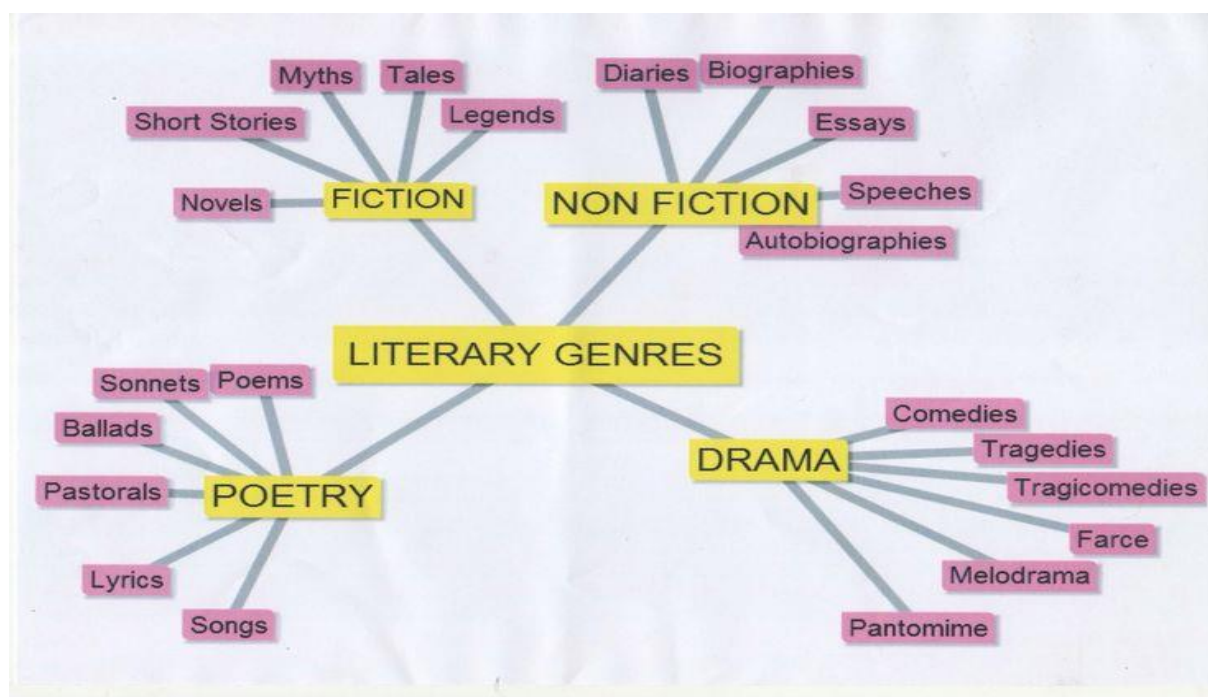 Myths
Tales
Diaries
Biographies
Short Stories
Legends
Essays
Novels
FICTION
NON FICTION
Speeches
Autobiographies
LITERARY GENRES
Sonnets
Poems
Ballads
Pastorals
POETRY
Lyrics
Songs
Comedies
DRAMA
Tragedies
Tragicomedies
Farce
Melodrama
Pantomime